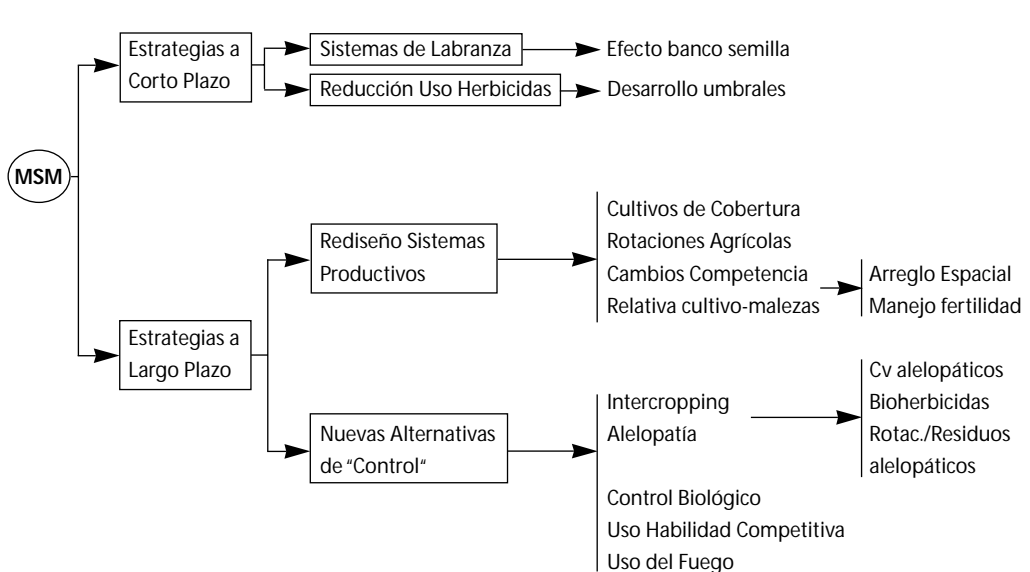 MSM
Estrategias a
Corto Plazo
Sistemas de Labranza
Efecto banco semilla
Reducción Uso Herbicidas
Desarrollo umbrales
Estrategias a
Largo Plazo
Rediseño Sistemas
Productivos
Cultivos de Cobertura
Rotaciones Agrícolas
Cambios Competencia
Relativa cultivo-malezas
Arreglo Espacial
Manejo fertilidad
Nuevas Alternativas
de "Control"
Intercropping
Alelopatía
Control Biológico
Uso Habilidad Competitiva
Uso del Fuego
Cv alelopáticos
Bioherbicidas
Rotac./Residuos
alelopáticos